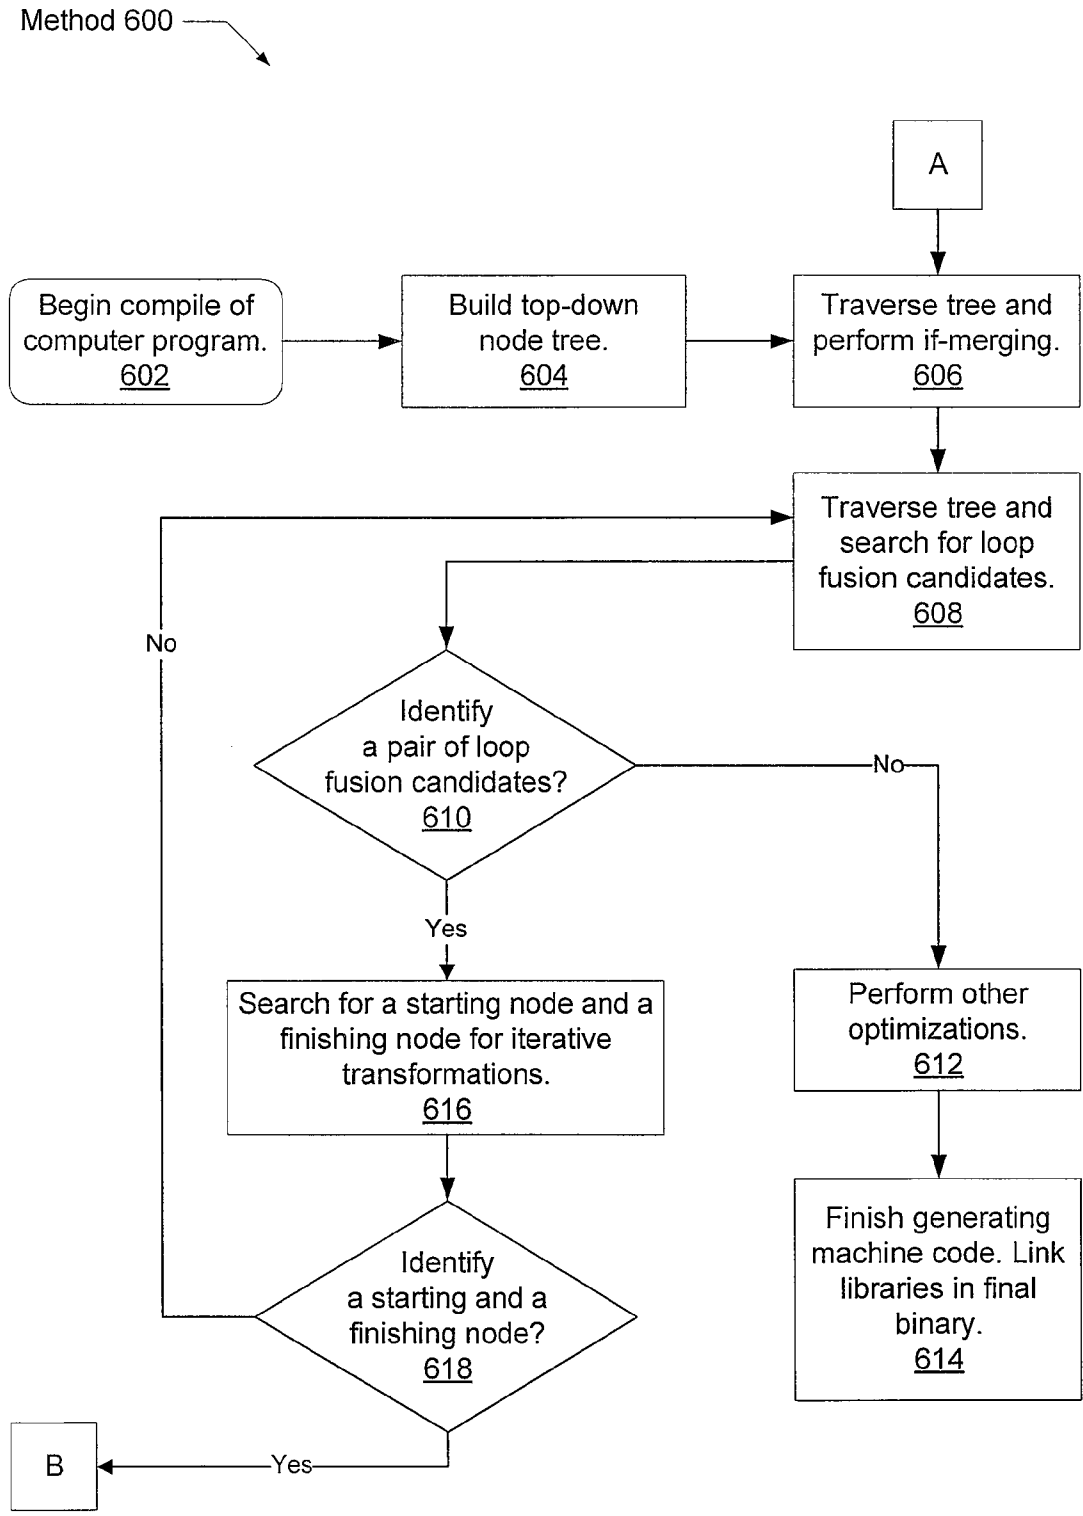 Method 600
A
Begin compile of
computer program.
602
Build top-down
node tree.
604
Traverse tree and
perform if-merging.
606
Traverse tree and
search for loop
fusion candidates.
608
No
Identify
a pair of loop
fusion candidates?
610
No
Yes
Search for a starting node and a
finishing node for iterative
transformations.
616
Perform other
optimizations.
612
Identify
a starting and a
finishing node?
618
Finish generating
machine code. Link
libraries in final
binary.
614
B
Yes